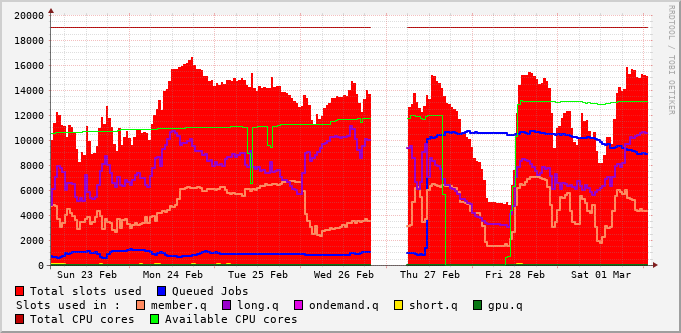 20000
18000
16000
14000
12000
10000
8000
6000
4000
2000
0
Sun 23 Feb Mon 24 Feb Tue 25 Feb Wed 26 Feb Thu 27 Feb Fri 28 Feb Sat 01 Mar
RRDTOOL / TOBI OETIKER
Total slots used Queued Jobs
Slots used in : member.q long.q ondemand.q short.q gpu.q
Total CPU cores Available CPU cores